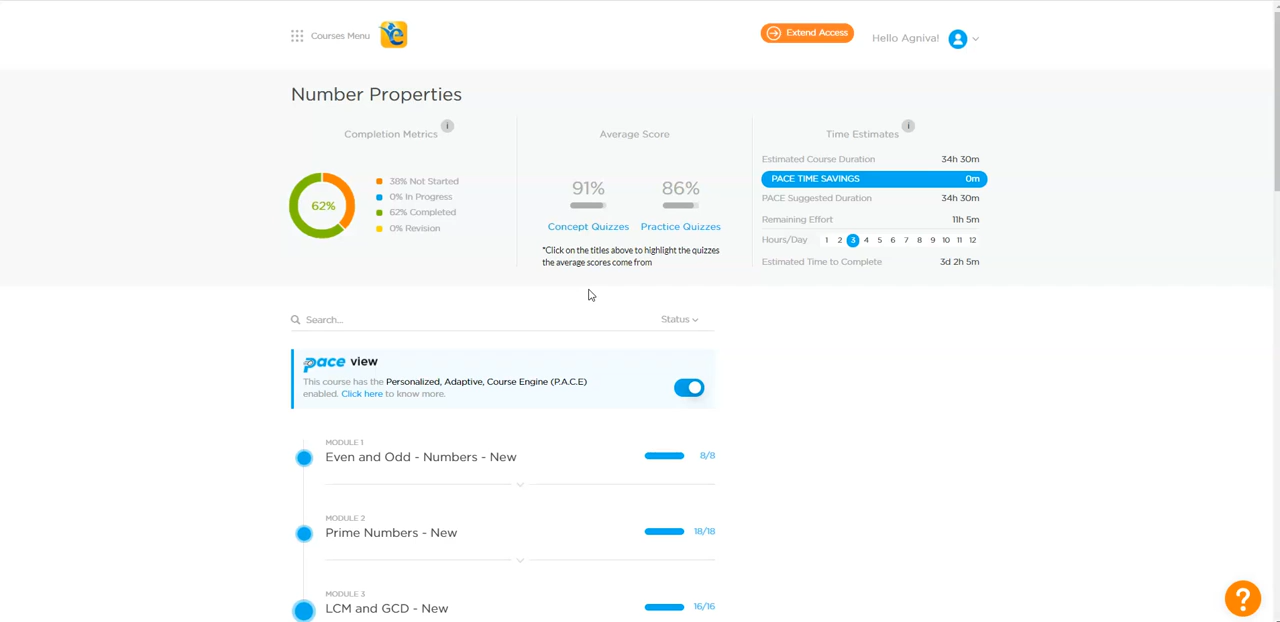 Courses Menu
e
Extend Access
Hello Agniva!
Number Properties
Completion Metrics i
62%
38% Not Started
0% In Progress
62% Completed
0% Revision
Average Score
91%
86%
Concept Quizzes
Practice Quizzes
*Click on the titles above to highlight the quizzes
the average scores come from
Time Estimates i
Estimated Course Duration 34h 30m
PACE TIME SAVINGS 0m
PACE Suggested Duration 34h 30m
Remaining Effort 11h 5m
Hours/Day 1 2 3 4 5 6 7 8 9 10 11 12
Estimated Time to Complete 3d 2h 5m
Search...
Status
pace view
This course has the Personalized, Adaptive, Course Engine (P.A.C.E)
enabled. Click here to know more.
MODULE 1
Even and Odd - Numbers - New 8/8
MODULE 2
Prime Numbers - New 18/18
MODULE 3
LCM and GCD - New 16/16
?